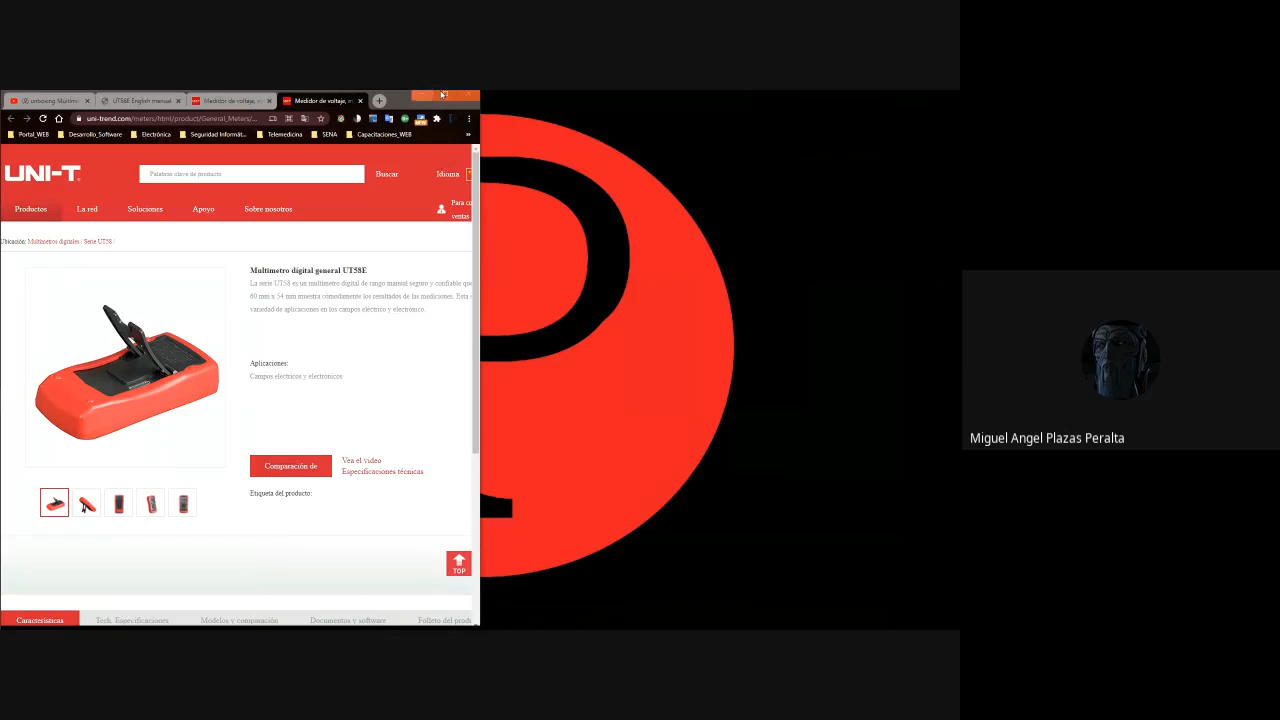 (2) unboxing Multíme
UT58E English manual
Medidor de voltaje, m
Medidor de voltaje, m
uni-trend.com/meters/html/product/General_Meters/...
Portal_WEB
Desarrollo_Software
Electrónica
Seguridad Informát...
Telemedicina
SENA
Capacitaciones_WEB
»
UNI-T
Palabras clave de producto
Buscar
Idioma
Productos
La red
Soluciones
Apoyo
Sobre nosotros
Para co
ventas
Ubicación: Multímetros digitales / Serie UT58 /
Multímetro digital general UT58E
La serie UT58 es un multímetro digital de rango manual seguro y confiable que
60 mm x 54 mm muestra cómodamente los resultados de las mediciones. Esta s
variedad de aplicaciones en los campos eléctrico y electrónico.
Aplicaciones:
Campos eléctricos y electrónicos
Comparación de
Vea el video
Especificaciones técnicas
Etiqueta del producto:
TOP
Características
Tech. Especificaciones
Modelos y comparación
Documentos y software
Folleto del produ
Miguel Angel Plazas Peralta